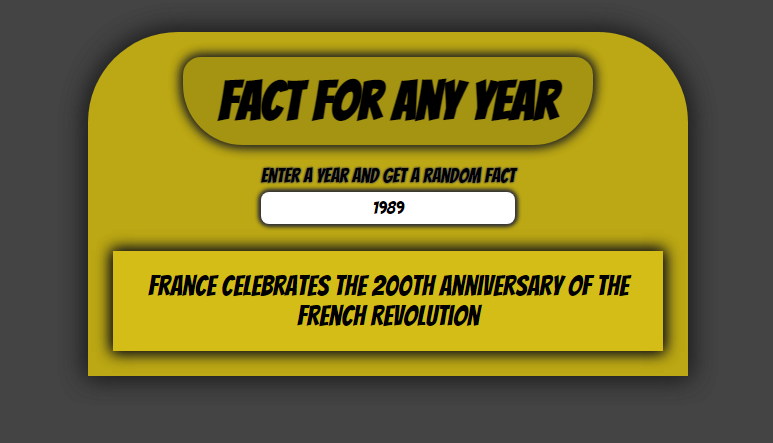 FACT FOR ANY YEAR
ENTER A YEAR AND GET A RANDOM FACT
1989
FRANCE CELEBRATES THE 200TH ANNIVERSARY OF THE
FRENCH REVOLUTION